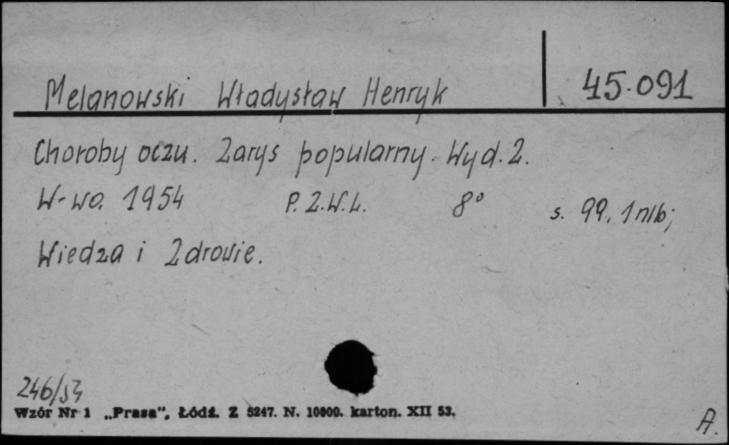 Melanowski Władysław Henryk 45.091
Choroby oczu. Zarys popularny. Wyd. 2.
W-wa. 1954 P.Z.W.L. 8° s. 99, 1 nlb;
Wiedza i Zdrowie.
246/54
Wzór Nr 1 „Prasa", Łódź. Z 5247. N. 10000. karton. XII 53.
A.